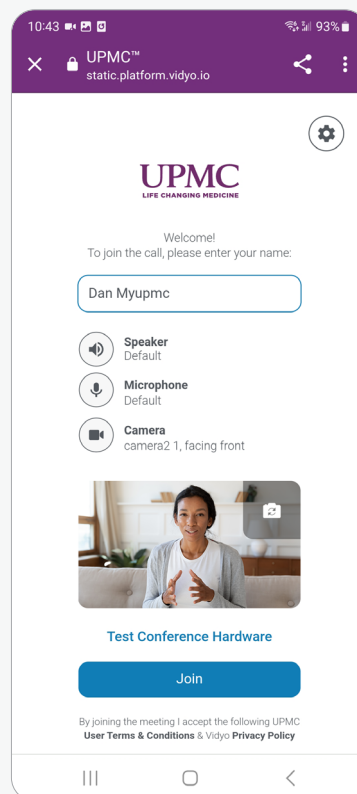 10:43 93%
UPMC™
static.platform.vidyo.io
UPMC
LIFE CHANGING MEDICINE
Welcome!
To join the call, please enter your name:
Dan Myupmc
Speaker
Default
Microphone
Default
Camera
camera2 1, facing front
Test Conference Hardware
Join
By joining the meeting I accept the following UPMC
User Terms & Conditions & Vidyo Privacy Policy